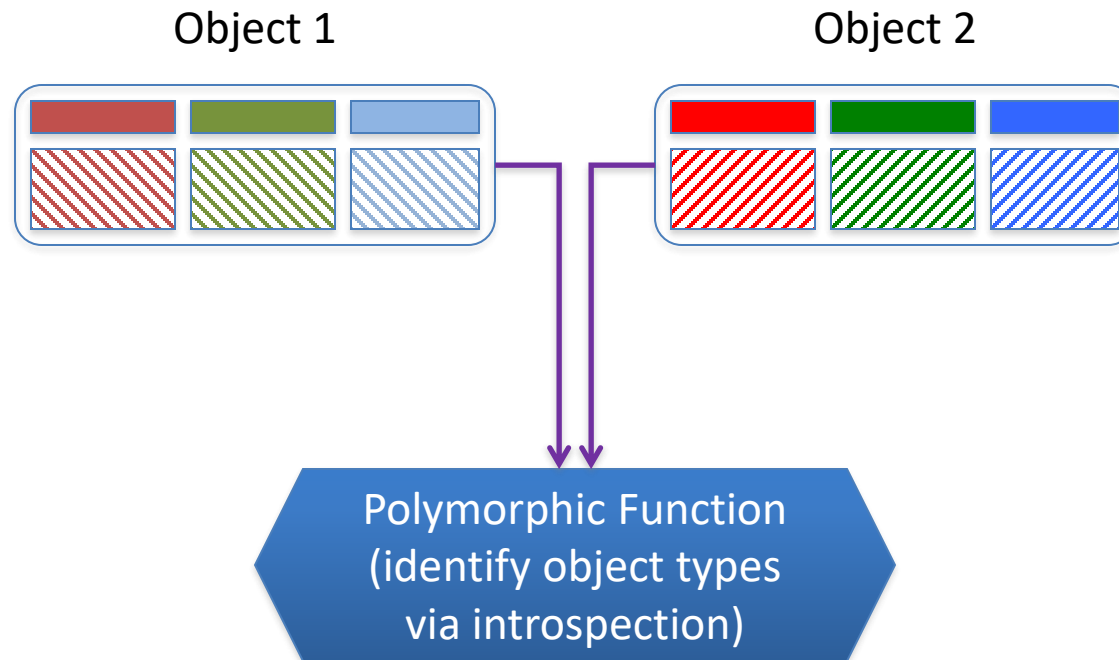 Object 1
Object 2
Polymorphic Function
(identify object types
via introspection)